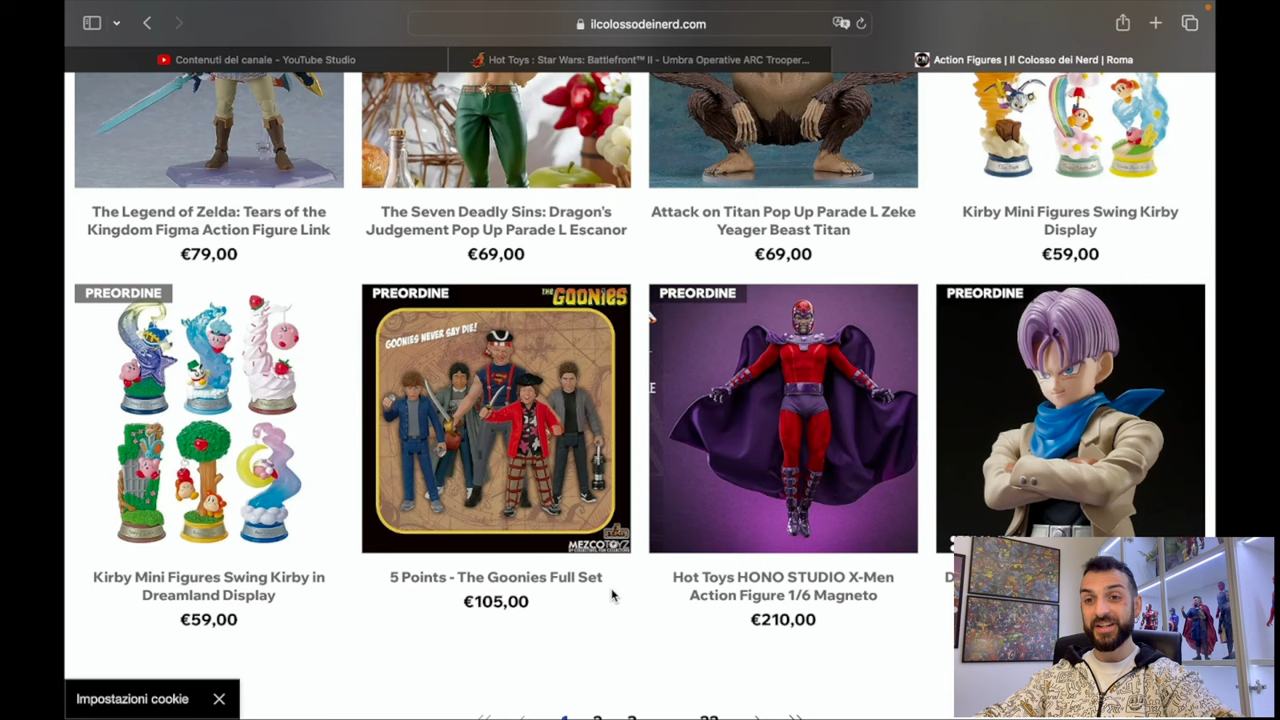 ilcolossodeinerd.com
Contenuti del canale - YouTube Studio
Hot Toys : Star Wars: Battlefront™ II - Umbra Operative ARC Trooper...
Action Figures | Il Colosso dei Nerd | Roma
The Legend of Zelda: Tears of the
Kingdom Figma Action Figure Link
€79,00
The Seven Deadly Sins: Dragon's
Judgement Pop Up Parade L Escanor
€69,00
Attack on Titan Pop Up Parade L Zeke
Yeager Beast Titan
€69,00
Kirby Mini Figures Swing Kirby
Display
€59,00
PREORDINE
Kirby Mini Figures Swing Kirby in
Dreamland Display
€59,00
PREORDINE
THE GOONIES
GOONIES NEVER SAY DIE!
MEZCO TOYZ
5 Points - The Goonies Full Set
€105,00
PREORDINE
Hot Toys HONO STUDIO X-Men
Action Figure 1/6 Magneto
€210,00
PREORDINE
Impostazioni cookie